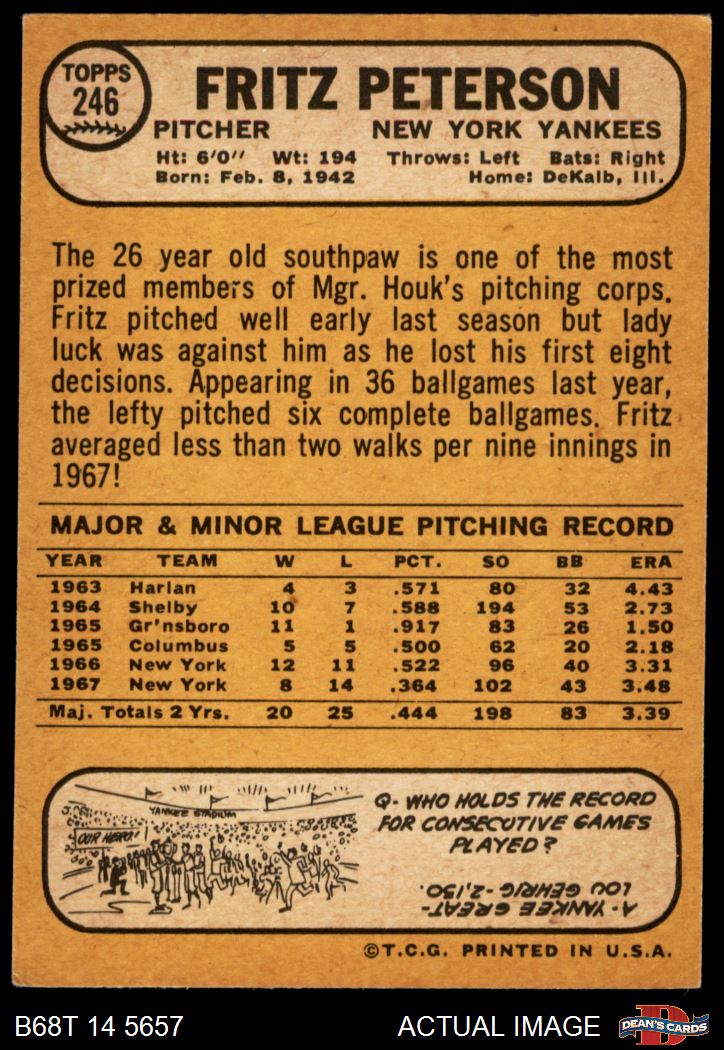 TOPPS
246
FRITZ PETERSON
PITCHER NEW YORK YANKEES
Ht: 6'0" Wt: 194 Throws: Left Bats: Right
Born: Feb. 8, 1942 Home: DeKalb, Ill.
The 26 year old southpaw is one of the most
prized members of Mgr. Houk's pitching corps.
Fritz pitched well early last season but lady
luck was against him as he lost his first eight
decisions. Appearing in 36 ballgames last year,
the lefty pitched six complete ballgames. Fritz
averaged less than two walks per nine innings in
1967!
MAJOR & MINOR LEAGUE PITCHING RECORD
YEAR TEAM W L PCT. SO BB ERA
1963 Harlan 4 3 .571 80 32 4.43
1964 Shelby 10 7 .588 194 53 2.73
1965 Gr'nsboro 11 1 .917 83 26 1.50
1965 Columbus 5 5 .500 62 20 2.18
1966 New York 12 11 .522 96 40 3.31
1967 New York 8 14 .364 102 43 3.48
Maj. Totals 2 Yrs. 20 25 .444 198 83 3.39
YANKEE STADIUM
OUR HERO!
Q- WHO HOLDS THE RECORD
FOR CONSECUTIVE GAMES
PLAYED?
A- YANKEE GREAT-
LOU GEHRIG- 2,130.
©T.C.G. PRINTED IN U.S.A.
B68T 14 5657 ACTUAL IMAGE
D
DEAN'S CARDS